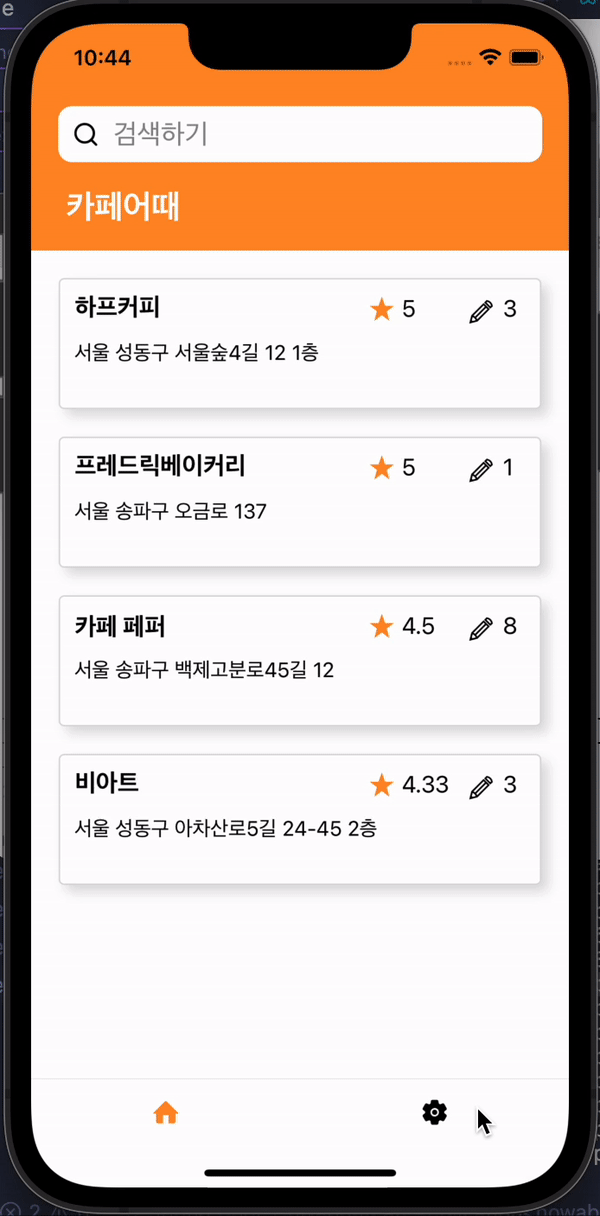 10:44
검색하기
카페어때
하프커피 5 3
서울 성동구 서울숲4길 12 1층
프레드릭베이커리 5 1
서울 송파구 오금로 137
카페 페퍼 4.5 8
서울 송파구 백제고분로45길 12
비아트 4.33 3
서울 성동구 아차산로5길 24-45 2층